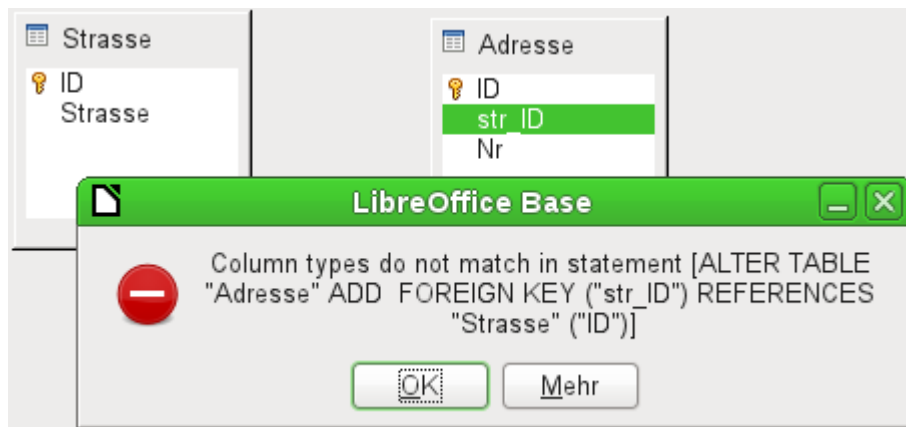 Strasse
ID
Strasse
Adresse
ID
str_ID
Nr
LibreOffice Base
Column types do not match in statement [ALTER TABLE
"Adresse" ADD  FOREIGN KEY ("str_ID") REFERENCES
"Strasse" ("ID")]
OK
Mehr